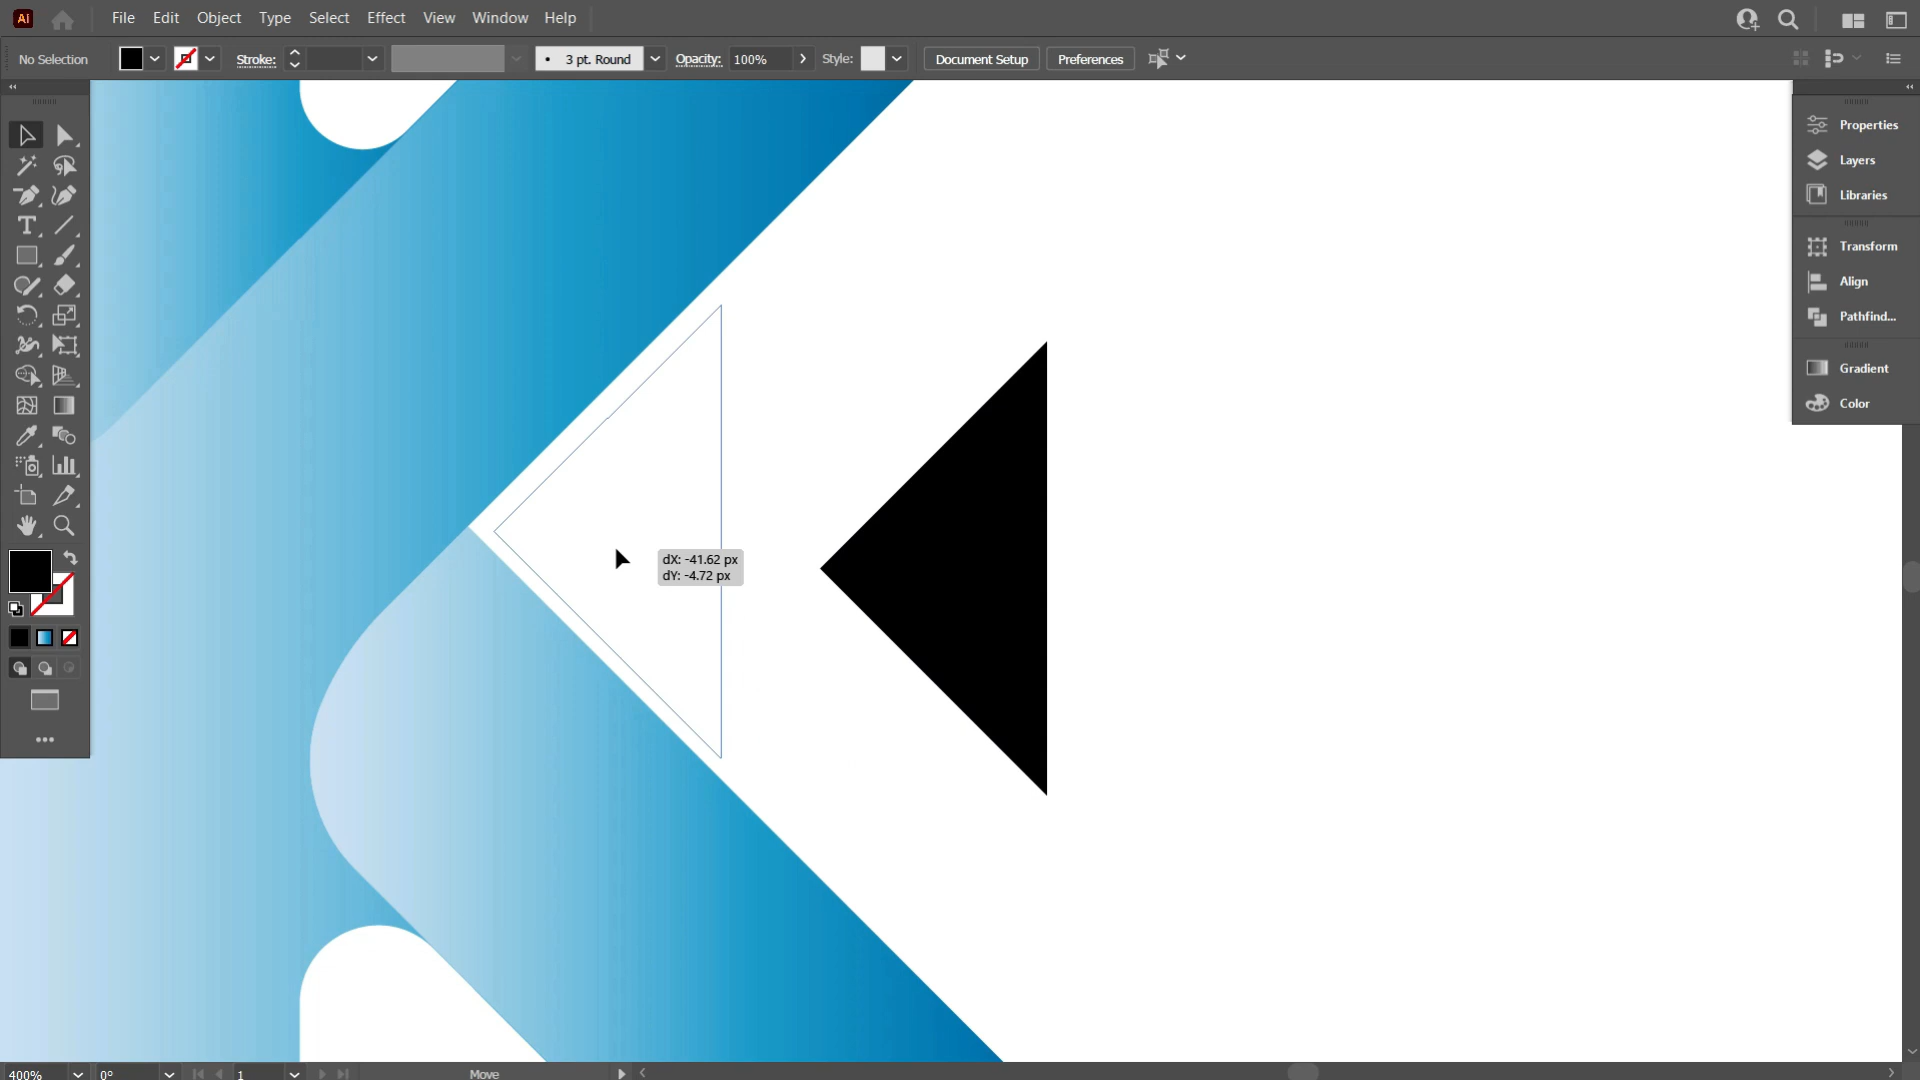 Ai File Edit Object Type Select Effect View Window Help
No Selection Stroke: 3 pt. Round Opacity: 100% Style: Document Setup Preferences
Properties
Layers
Libraries
Transform
Align
Pathfind...
Gradient
Color
dX: -41.62 px
dY: -4.72 px
400% 0° 1 Move